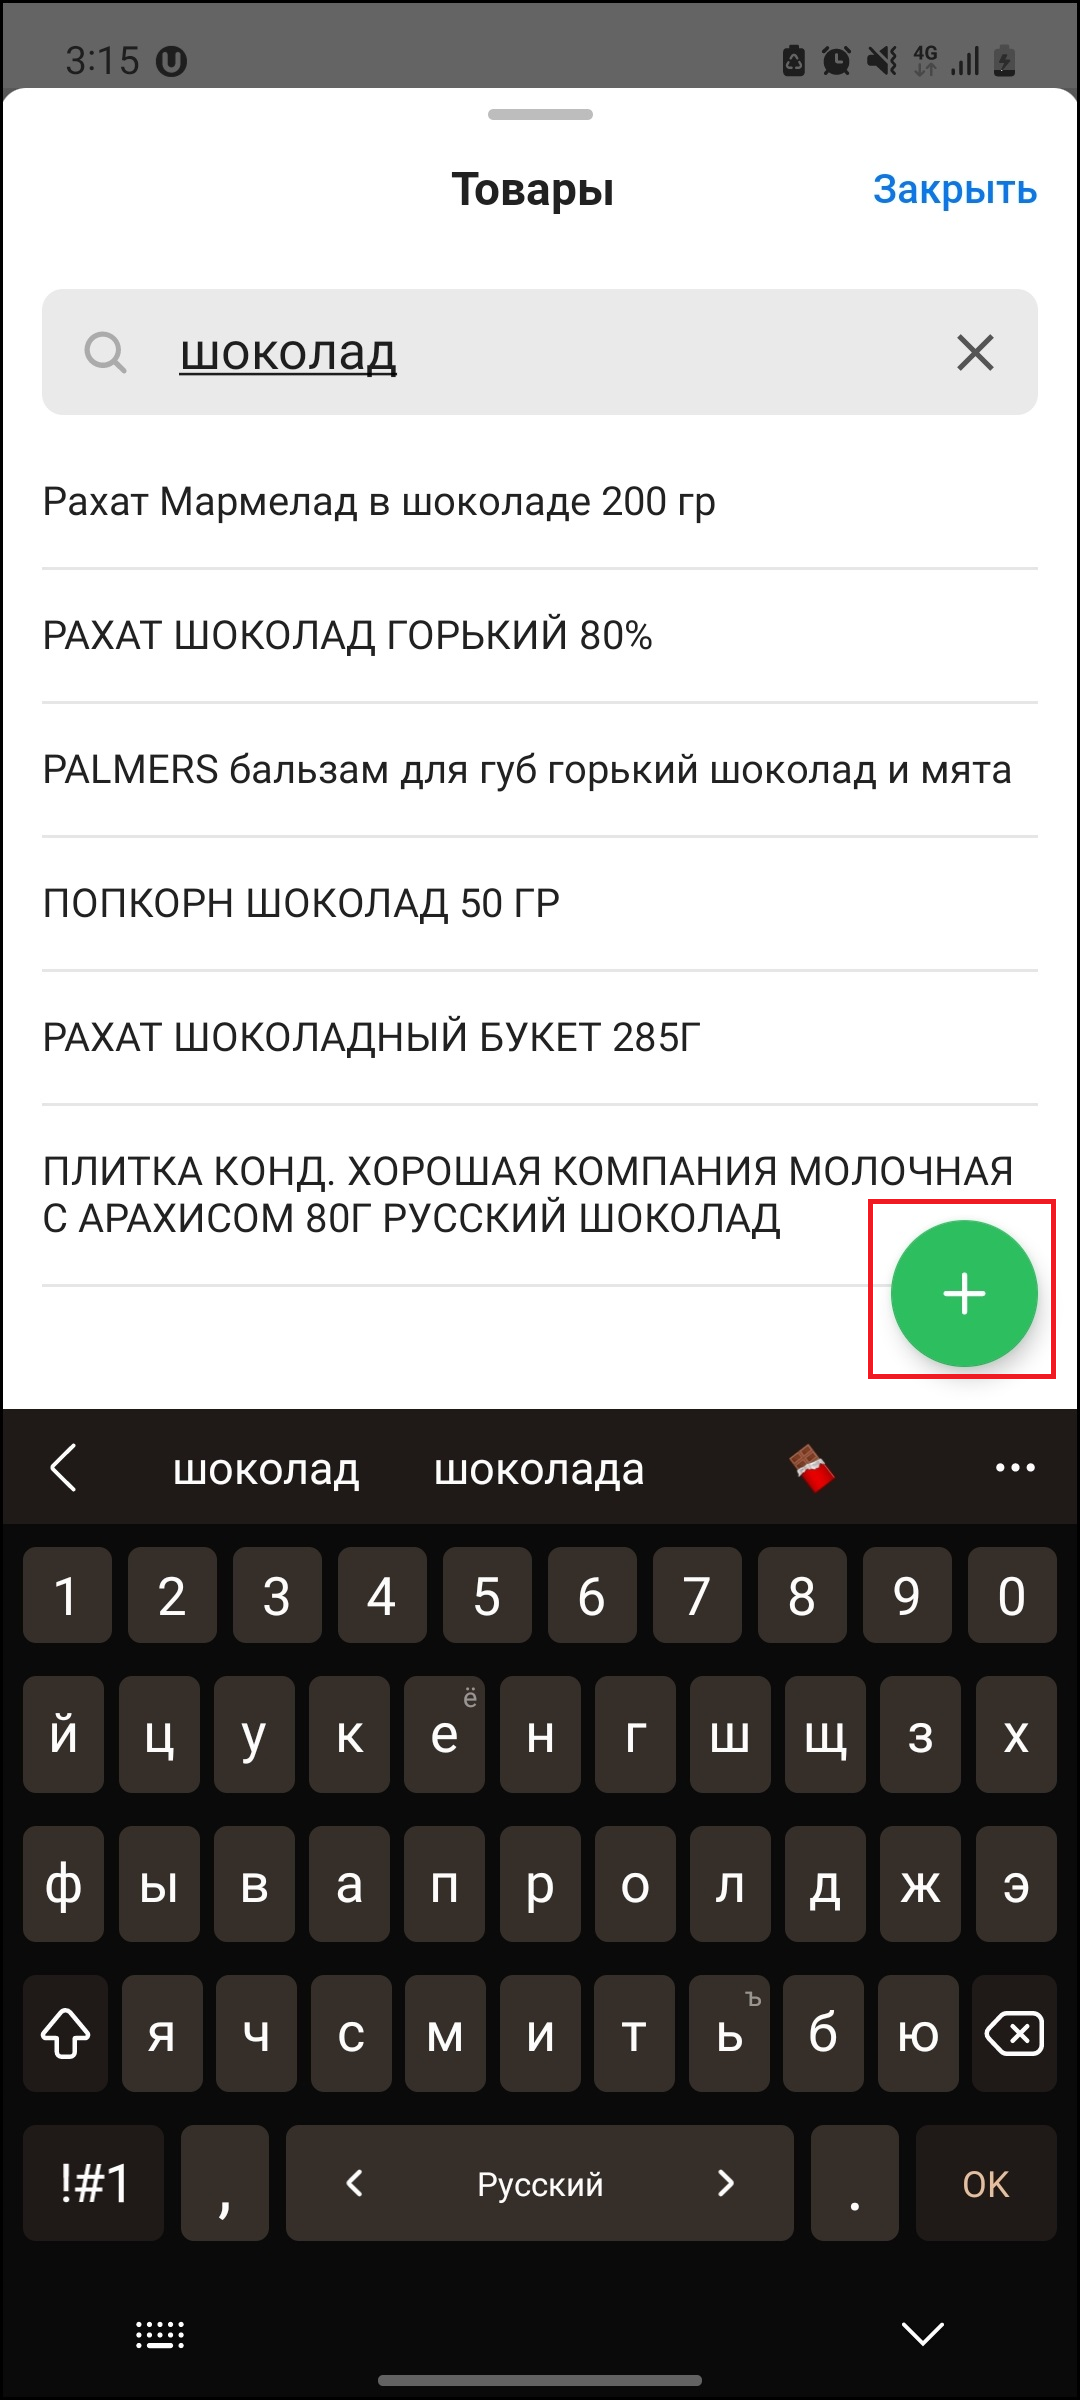 3:15
4G
Товары
Закрыть
шоколад
Рахат Мармелад в шоколаде 200 гр
РАХАТ ШОКОЛАД ГОРЬКИЙ 80%
PALMERS бальзам для губ горький шоколад и мята
ПОПКОРН ШОКОЛАД 50 ГР
РАХАТ ШОКОЛАДНЫЙ БУКЕТ 285Г
ПЛИТКА КОНД. ХОРОШАЯ КОМПАНИЯ МОЛОЧНАЯ
С АРАХИСОМ 80Г РУССКИЙ ШОКОЛАД
шоколад шоколада
1 2 3 4 5 6 7 8 9 0
й ц у к е ё н г ш щ з х
ф ы в а п р о л д ж э
я ч с м и т ь ъ б ю
!#1 , Русский . OK